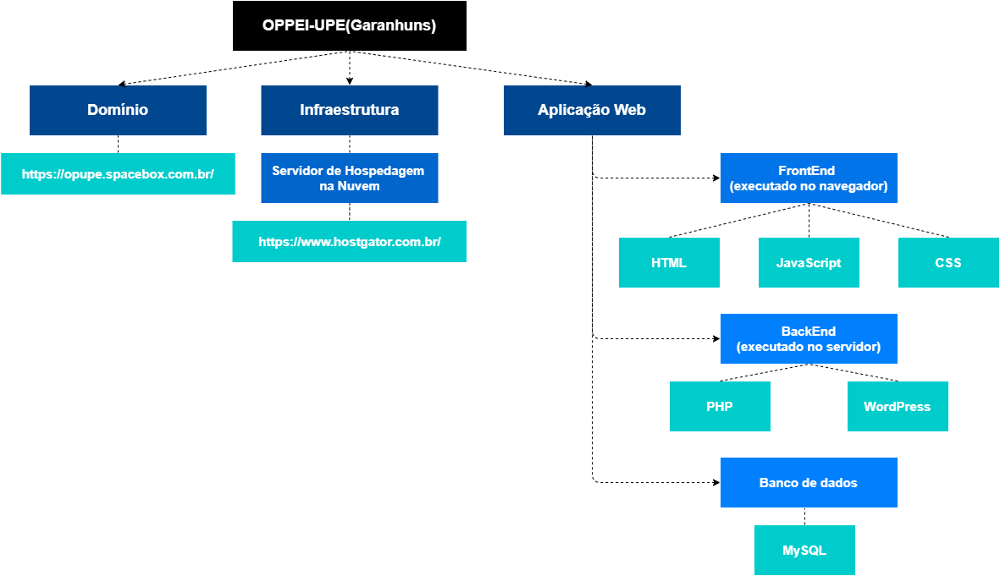 OPPEI-UPE(Garanhuns)
Domínio
Infraestrutura
Aplicação Web
https://opupe.spacebox.com.br/
Servidor de Hospedagem
na Nuvem
https://www.hostgator.com.br/
FrontEnd
(executado no navegador)
HTML
JavaScript
CSS
BackEnd
(executado no servidor)
PHP
WordPress
Banco de dados
MySQL